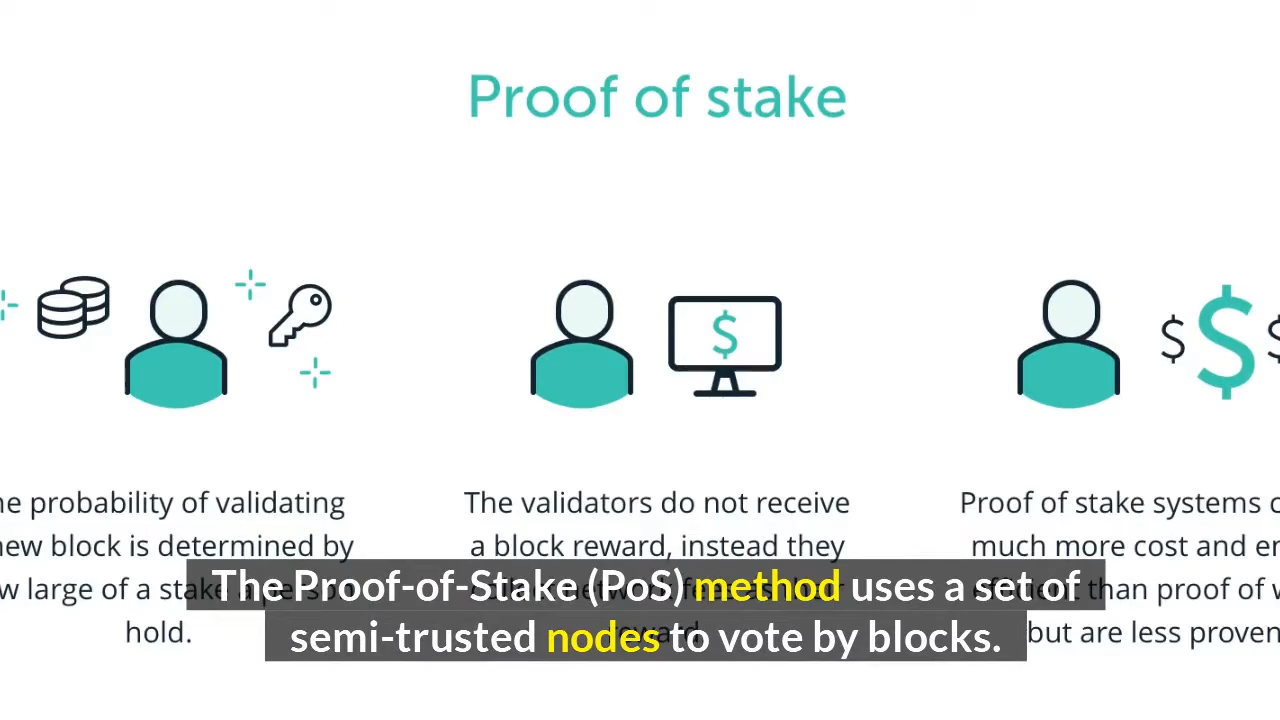 Proof of stake
$
$
$
he probability of validating
new block is determined by
w large of a stake a person
hold.
The validators do not receive
a block reward, instead they
reward.
Proof of stake systems c
much more cost and en
efficient than proof of w
but are less proven
The Proof-of-Stake (PoS) method uses a set of
semi-trusted nodes to vote by blocks.